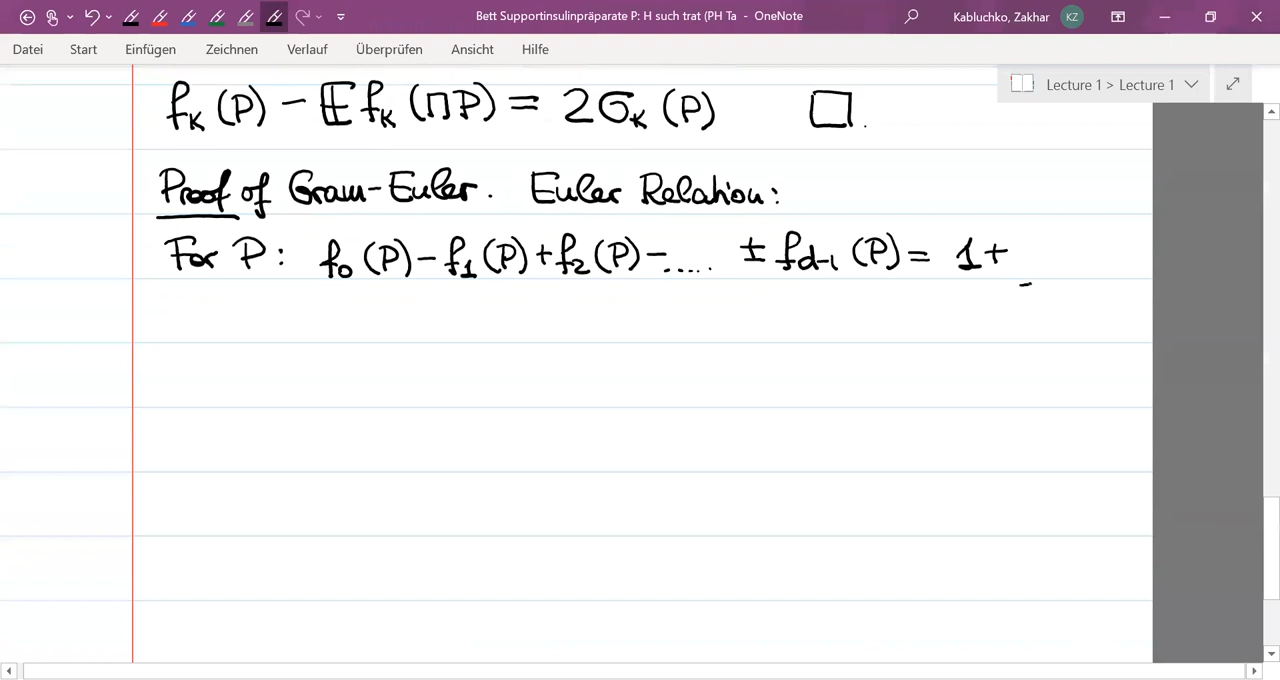 Bett Supportinsulinpräparate P: H such trat (PH Ta - OneNote
Kabluchko, Zakhar KZ
Datei Start Einfügen Zeichnen Verlauf Überprüfen Ansicht Hilfe
Lecture 1 > Lecture 1
f_K (P) − 𝔼 f_K (ΠP) = 2σ_K (P) □.
Proof of Gram-Euler. Euler Relation:
For P: f_0 (P) − f_1 (P) + f_2 (P) − ..... ± f_{d-1} (P) = 1 + -